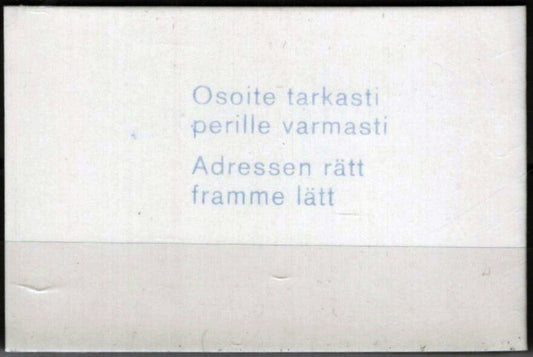 Osoite tarkasti
perille varmasti
Adressen rätt
framme lätt